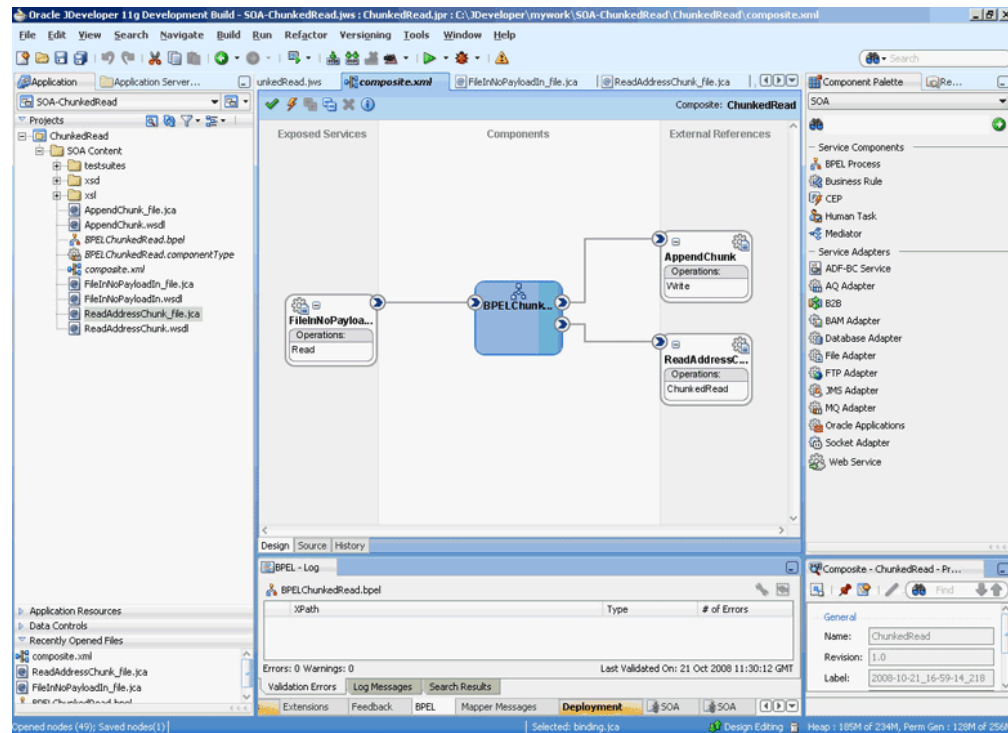 Oracle JDeveloper 11g Development Build - SOA-ChunkedRead.jws : ChunkedRead.jpr : C:\JDeveloper\mywork\SOA-ChunkedRead\ChunkedRead\composite.xml
File Edit View Search Navigate Build Run Refactor Versioning Tools Window Help
Search
Application
Application Server...
unkedRead.jws
composite.xml
FileInNoPayloadIn_file.jca
ReadAddressChunk_file.jca
Component Palette
Re...
SOA-ChunkedRead
Composite: ChunkedRead
SOA
Projects
ChunkedRead
SOA Content
testsuites
xsd
xsl
AppendChunk_file.jca
AppendChunk.wsdl
BPELChunkedRead.bpel
BPELChunkedRead.componentType
composite.xml
FileInNoPayloadIn_file.jca
FileInNoPayloadIn.wsdl
ReadAddressChunk_file.jca
ReadAddressChunk.wsdl
Exposed Services
Components
External References
FileInNoPayloa...
Operations:
Read
BPELChunk...
AppendChunk
Operations:
Write
ReadAddressC...
Operations:
ChunkedRead
Service Components
BPEL Process
Business Rule
CEP
Human Task
Mediator
Service Adapters
ADF-BC Service
AQ Adapter
B2B
BAM Adapter
Database Adapter
File Adapter
FTP Adapter
JMS Adapter
MQ Adapter
Oracle Applications
Socket Adapter
Web Service
Design Source History
BPEL - Log
BPELChunkedRead.bpel
XPath Type # of Errors
Errors: 0 Warnings: 0
Last Validated On: 21 Oct 2008 11:30:12 GMT
Validation Errors Log Messages Search Results
Extensions Feedback BPEL Mapper Messages Deployment SOA SOA
Application Resources
Data Controls
Recently Opened Files
composite.xml
ReadAddressChunk_file.jca
FileInNoPayloadIn_file.jca
BPELChunkedRead.bpel
Composite - ChunkedRead - Pr...
Find
General
Name: ChunkedRead
Revision: 1.0
Label: 2008-10-21_16-59-14_218
Opened nodes (49); Saved nodes(1)
Selected: binding.jca
Design Editing
Heap : 185M of 234M, Perm Gen : 128M of 256M